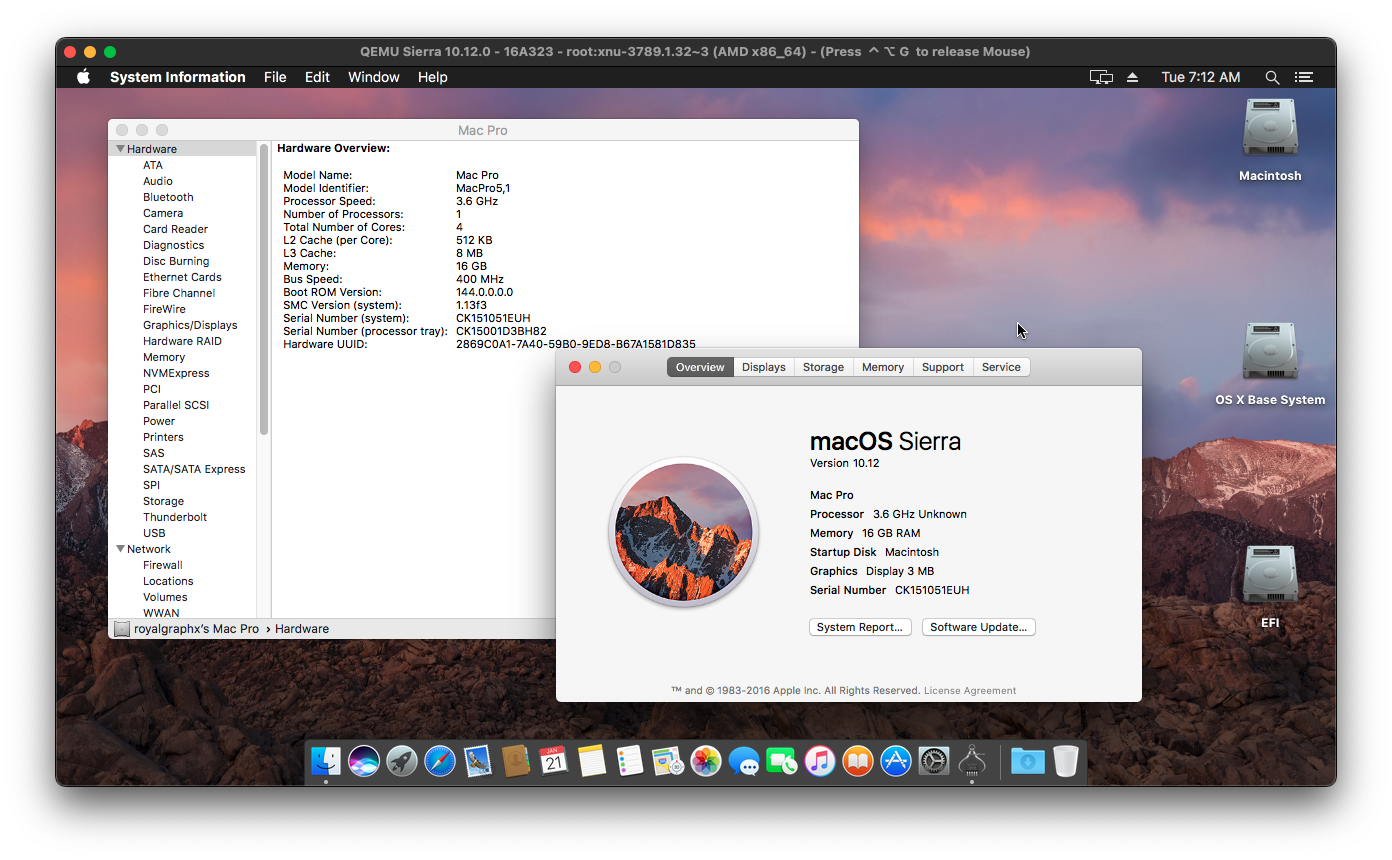 QEMU Sierra 10.12.0 - 16A323 - root:xnu-3789.1.32~3 (AMD x86_64) - (Press ⌃⌥ G to release Mouse)
System Information File Edit Window Help Tue 7:12 AM
Mac Pro
Hardware
ATA
Audio
Bluetooth
Camera
Card Reader
Diagnostics
Disc Burning
Ethernet Cards
Fibre Channel
FireWire
Graphics/Displays
Hardware RAID
Memory
NVMExpress
PCI
Parallel SCSI
Power
Printers
SAS
SATA/SATA Express
SPI
Storage
Thunderbolt
USB
Network
Firewall
Locations
Volumes
WWAN
Hardware Overview:
Model Name: Mac Pro
Model Identifier: MacPro5,1
Processor Speed: 3.6 GHz
Number of Processors: 1
Total Number of Cores: 4
L2 Cache (per Core): 512 KB
L3 Cache: 8 MB
Memory: 16 GB
Bus Speed: 400 MHz
Boot ROM Version: 144.0.0.0.0
SMC Version (system): 1.13f3
Serial Number (system): CK151051EUH
Serial Number (processor tray): CK15001D3BH82
Hardware UUID: 2869C0A1-7A40-59B0-9ED8-B67A1581D835
royalgraphx's Mac Pro › Hardware
Overview Displays Storage Memory Support Service
macOS Sierra
Version 10.12
Mac Pro
Processor 3.6 GHz Unknown
Memory 16 GB RAM
Startup Disk Macintosh
Graphics Display 3 MB
Serial Number CK151051EUH
System Report... Software Update...
™ and © 1983-2016 Apple Inc. All Rights Reserved. License Agreement
Macintosh
OS X Base System
EFI
JAN
21